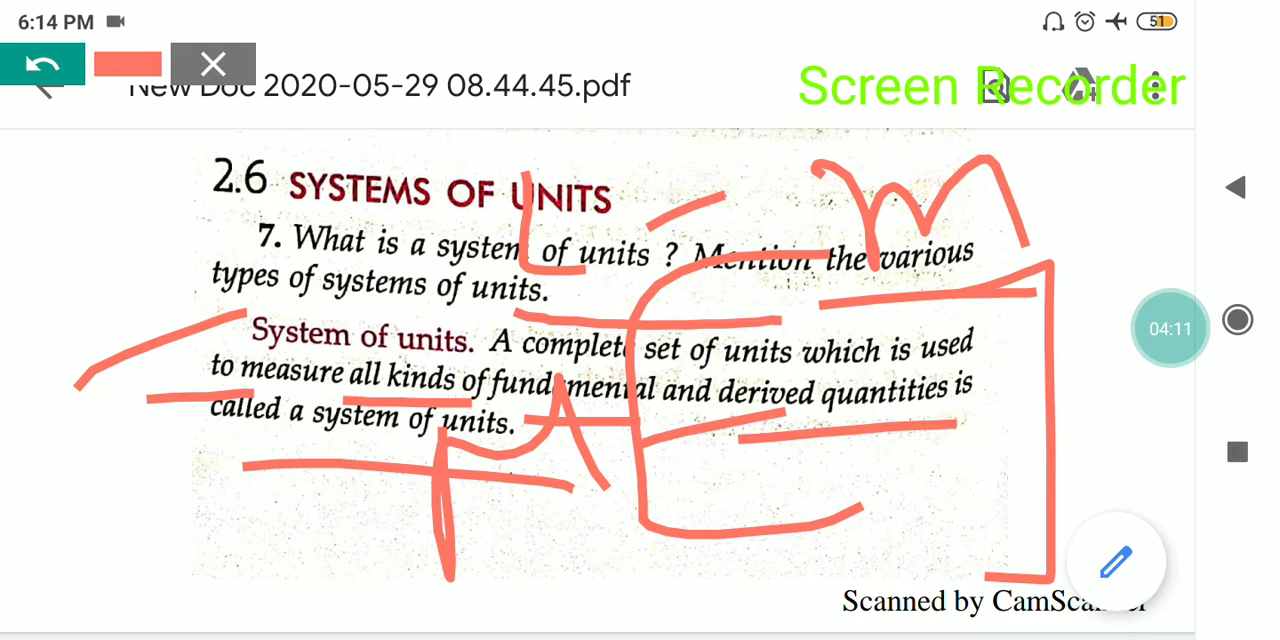 6:14 PM
51
New Doc 2020-05-29 08.44.45.pdf
Screen Recorder
2.6 SYSTEMS OF UNITS
7. What is a system of units ? Mention the various
types of systems of units.
System of units. A complete set of units which is used
to measure all kinds of fundamental and derived quantities is
called a system of units.
04:11
Scanned by CamScanner